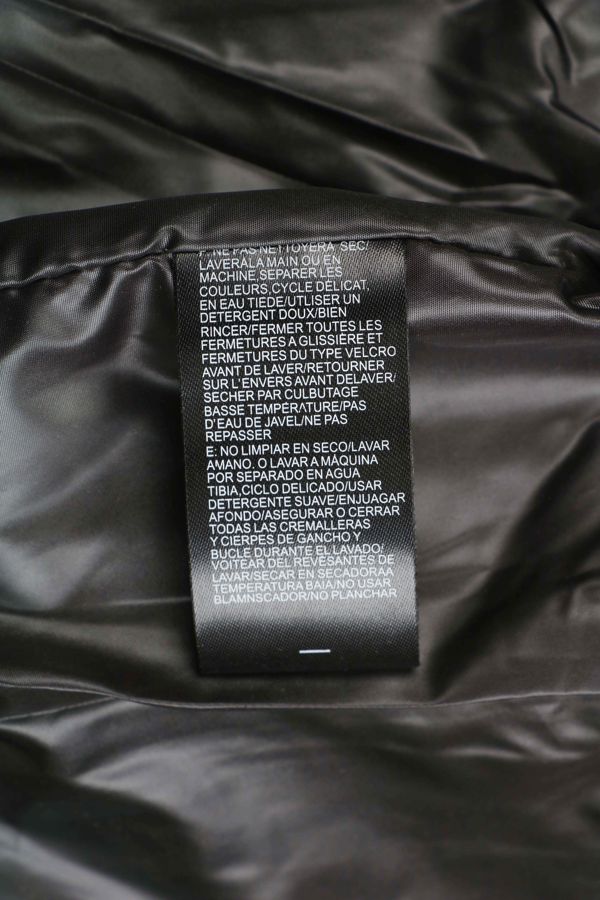 F: NE PAS NETTOYERA SEC/
LAVERALA MAIN OU EN
MACHINE,SEPARER LES
COULEURS,CYCLE DELICAT,
EN EAU TIEDE/UTLISER UN
DETERGENT DOUX/BIEN
RINCER/FERMER TOUTES LES
FERMETURES A GLISSIÈRE ET
FERMETURES DU TYPE VELCRO
AVANT DE LAVER/RETOURNER
SUR L'ENVERS AVANT DELAVER/
SECHER PAR CULBUTAGE
BASSE TEMPERATURE/PAS
D'EAU DE JAVEL/NE PAS
REPASSER
E: NO LIMPIAR EN SECO/LAVAR
AMANO. O LAVAR A MÁQUINA
POR SEPARADO EN AGUA
TIBIA,CICLO DELICADO/USAR
DETERGENTE SUAVE/ENJUAGAR
AFONDO/ASEGURAR O CERRAR
TODAS LAS CREMALLERAS
Y CIERPES DE GANCHO Y
BUCLE DURANTE EL LAVADO/
VOITEAR DEL REVESANTES DE
LAVAR/SECAR EN SECADORAA
TEMPERATURA BAIA/NO USAR
BLAMNSCADOR/NO PLANCHAR